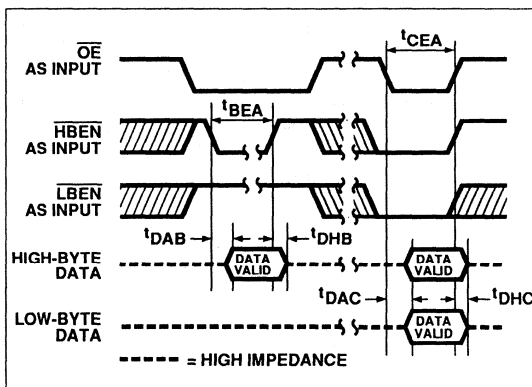 OE
AS INPUT
tCEA
HBEN
AS INPUT
tBEA
LBEN
AS INPUT
tDAB
tDHB
HIGH-BYTE
DATA
DATA
VALID
DATA
VALID
tDAC
tDHC
LOW-BYTE
DATA
DATA
VALID
= HIGH IMPEDANCE